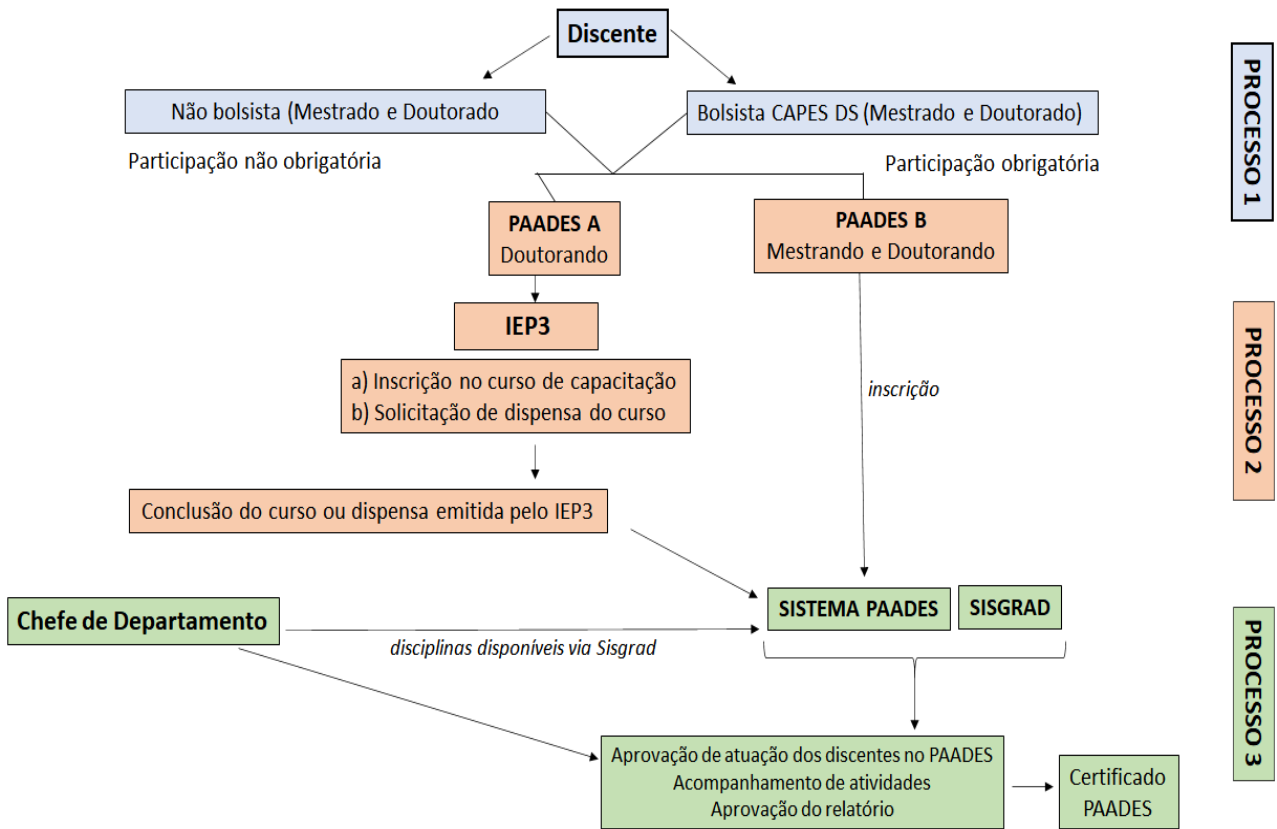 Discente
Não bolsista (Mestrado e Doutorado
Bolsista CAPES DS (Mestrado e Doutorado)
Participação não obrigatória
Participação obrigatória
PROCESSO 1
PAADES A
Doutorando
PAADES B
Mestrando e Doutorando
IEP3
a) Inscrição no curso de capacitação
b) Solicitação de dispensa do curso
inscrição
PROCESSO 2
Conclusão do curso ou dispensa emitida pelo IEP3
Chefe de Departamento
disciplinas disponíveis via Sisgrad
SISTEMA PAADES
SISGRAD
PROCESSO 3
Aprovação de atuação dos discentes no PAADES
Acompanhamento de atividades
Aprovação do relatório
Certificado
PAADES